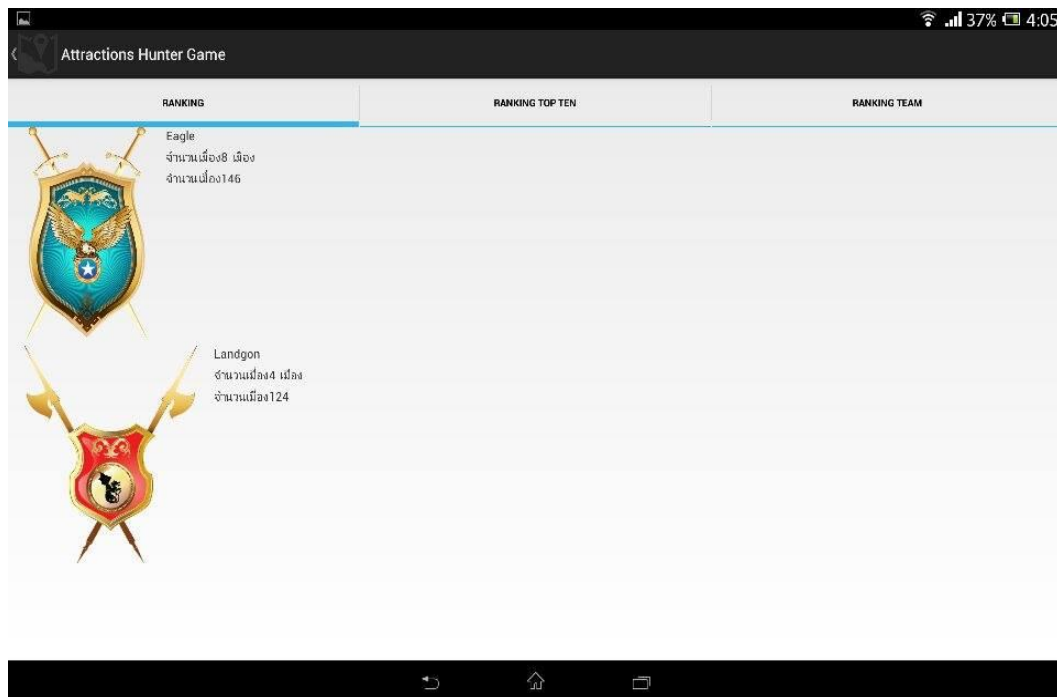 37% 4:05
Attractions Hunter Game
RANKING
RANKING TOP TEN
RANKING TEAM
Eagle
จำนวนเมือง8 เมือง
จำนวนเมือง146
Landgon
จำนวนเมือง4 เมือง
จำนวนเมือง124